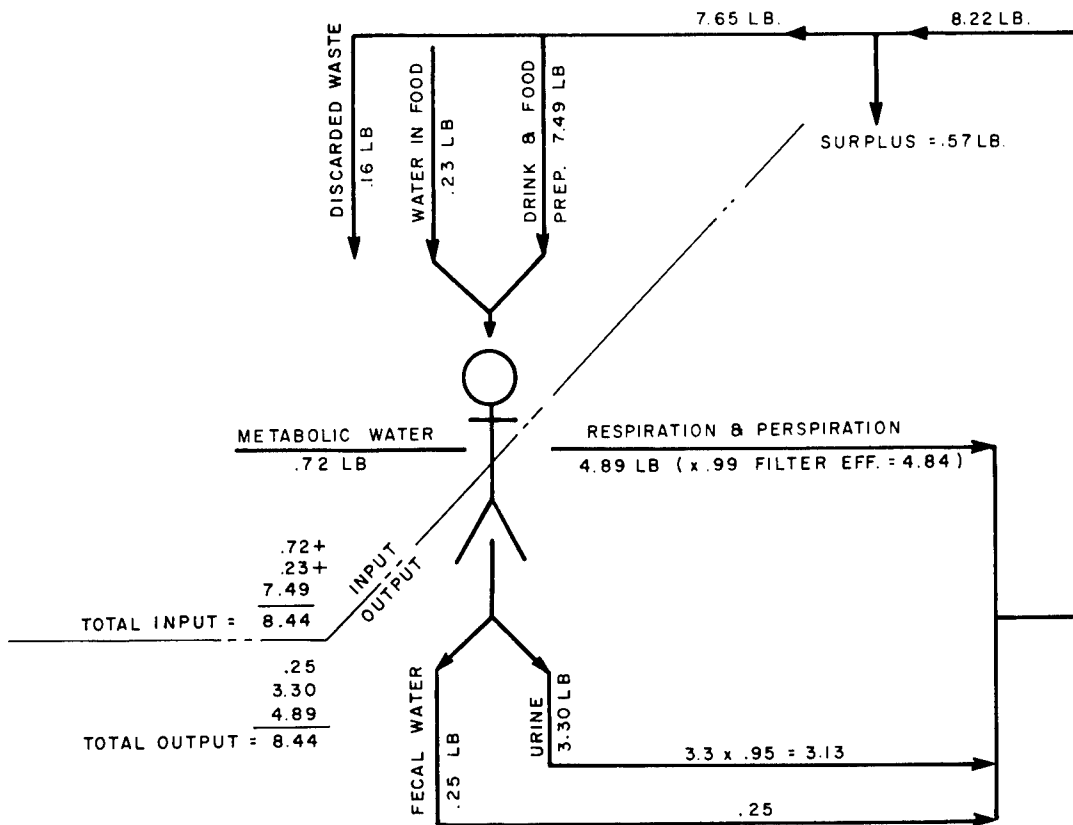 7.65 LB.
8.22 LB.
DISCARDED WASTE
.16 LB
WATER IN FOOD
.23 LB
DRINK & FOOD
PREP. 7.49 LB
SURPLUS = .57 LB.
METABOLIC WATER
.72 LB
RESPIRATION & PERSPIRATION
4.89 LB (x .99 FILTER EFF. = 4.84)
.72+
.23+
7.49
TOTAL INPUT = 8.44
INPUT
OUTPUT
.25
3.30
4.89
TOTAL OUTPUT = 8.44
FECAL WATER
.25 LB
URINE
3.30 LB
3.3 x .95 = 3.13
.25